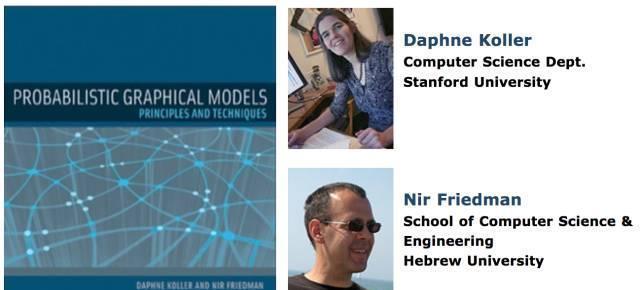 PROBABILISTIC GRAPHICAL MODELS
PRINCIPLES AND TECHNIQUES
DAPHNE KOLLER AND NIR FRIEDMAN
Daphne Koller
Computer Science Dept.
Stanford University
Nir Friedman
School of Computer Science &
Engineering
Hebrew University